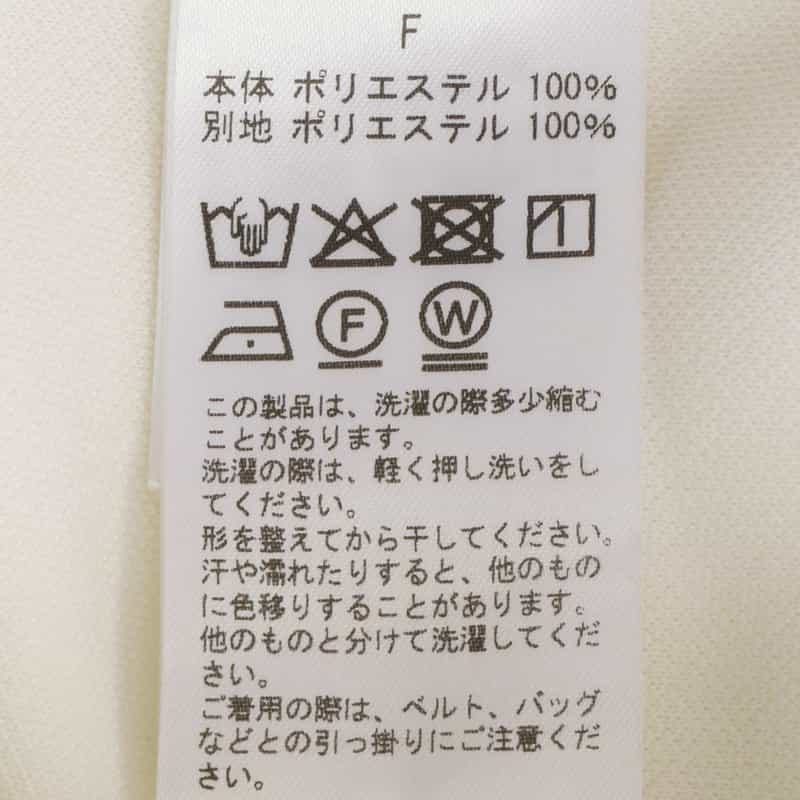 F
本体 ポリエステル 100%
別地 ポリエステル 100%
F W
この製品は、洗濯の際多少縮む
ことがあります。
洗濯の際は、軽く押し洗いをし
てください。
形を整えてから干してください。
汗や濡れたりすると、他のもの
に色移りすることがあります。
他のものと分けて洗濯してくだ
さい。
ご着用の際は、ベルト、バッグ
などとの引っ掛りにご注意くだ
さい。